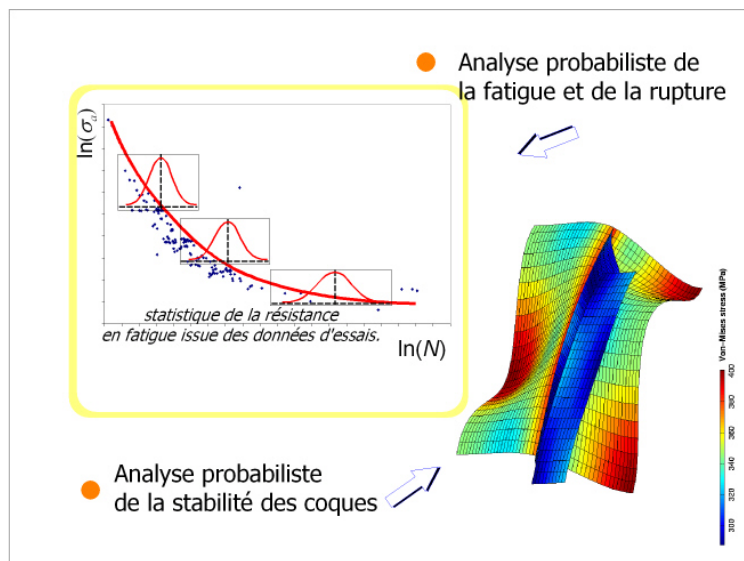 Analyse probabiliste de
la fatigue et de la rupture
ln(σₐ)
statistique de la résistance
en fatigue issue des données d'essais.
ln(N)
Von-Mises stress (MPa)
400
380
360
340
320
300
Analyse probabiliste
de la stabilité des coques